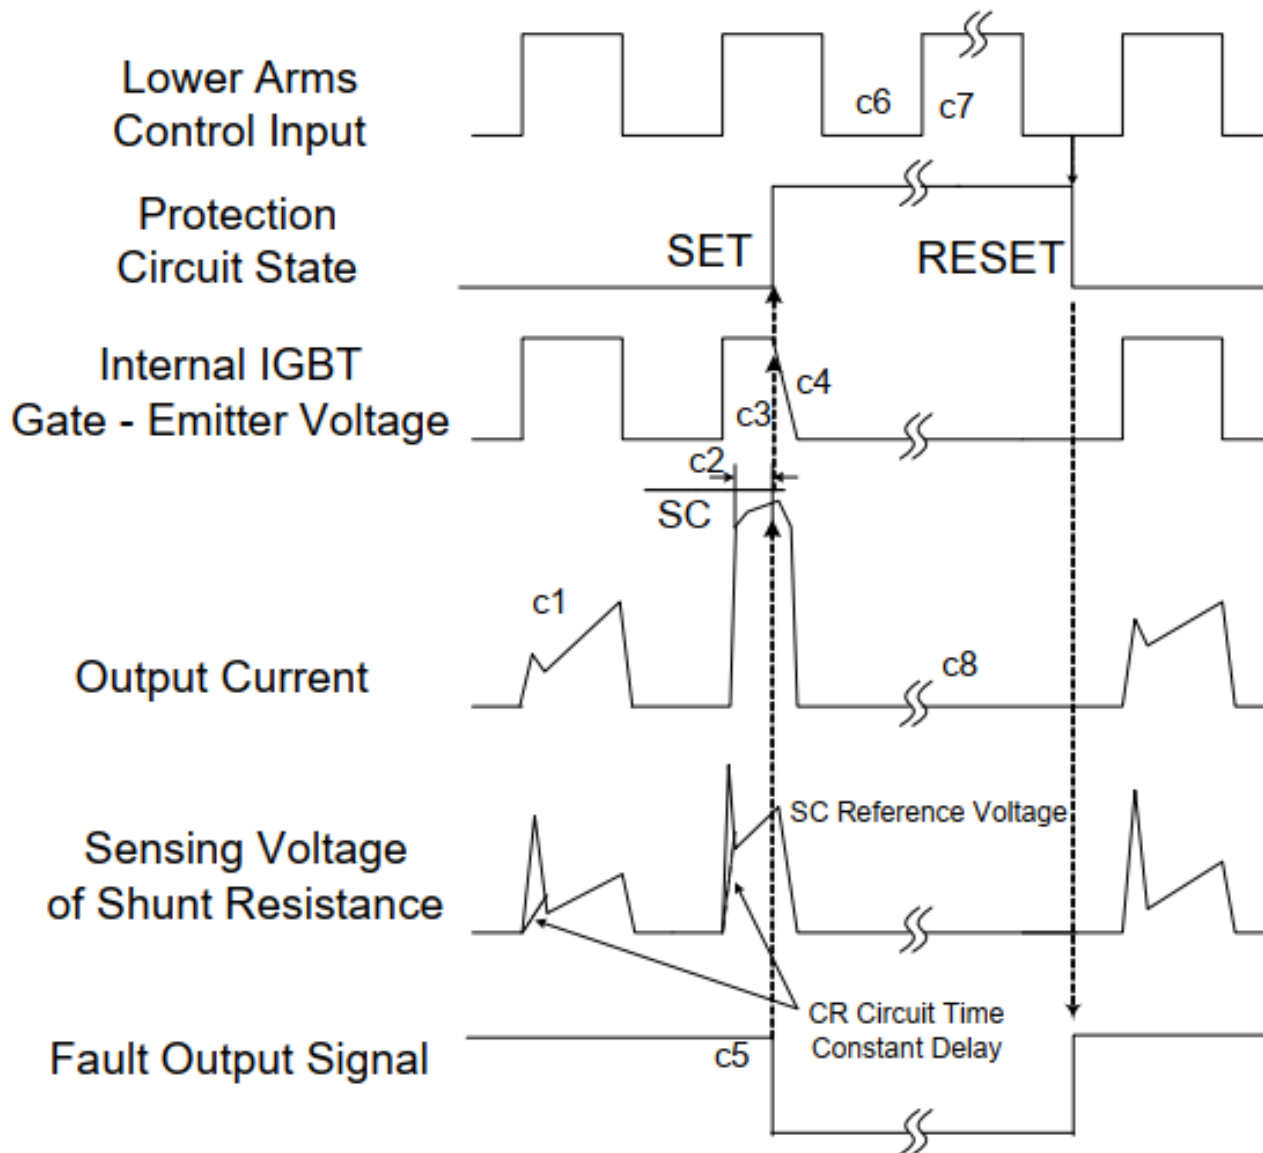 Lower Arms
Control Input
c6
c7
Protection
Circuit State
SET
RESET
Internal IGBT
Gate - Emitter Voltage
c3
c4
c2
SC
c1
Output Current
c8
SC Reference Voltage
Sensing Voltage
of Shunt Resistance
CR Circuit Time
Constant Delay
Fault Output Signal
c5